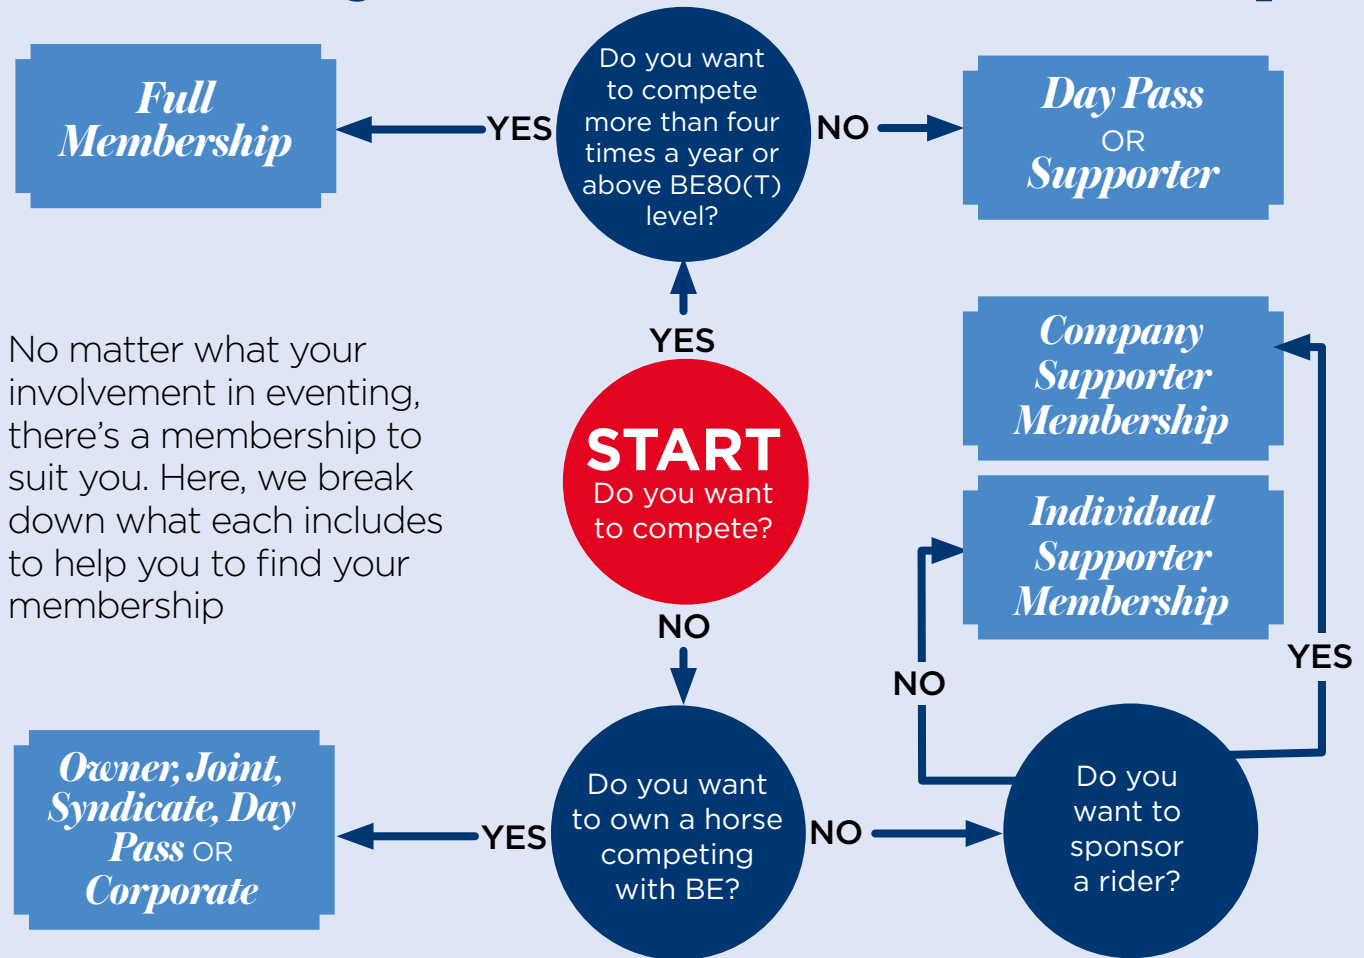 Do you want
to compete
more than four
times a year or
above BE80(T)
level?
YES
Full
Membership
NO
Day Pass
OR
Supporter
YES
No matter what your
involvement in eventing,
there's a membership to
suit you. Here, we break
down what each includes
to help you to find your
membership
START
Do you want
to compete?
Company
Supporter
Membership
Individual
Supporter
Membership
NO
NO
YES
Owner, Joint,
Syndicate, Day
Pass OR
Corporate
YES
Do you want
to own a horse
competing
with BE?
NO
Do you
want to
sponsor
a rider?